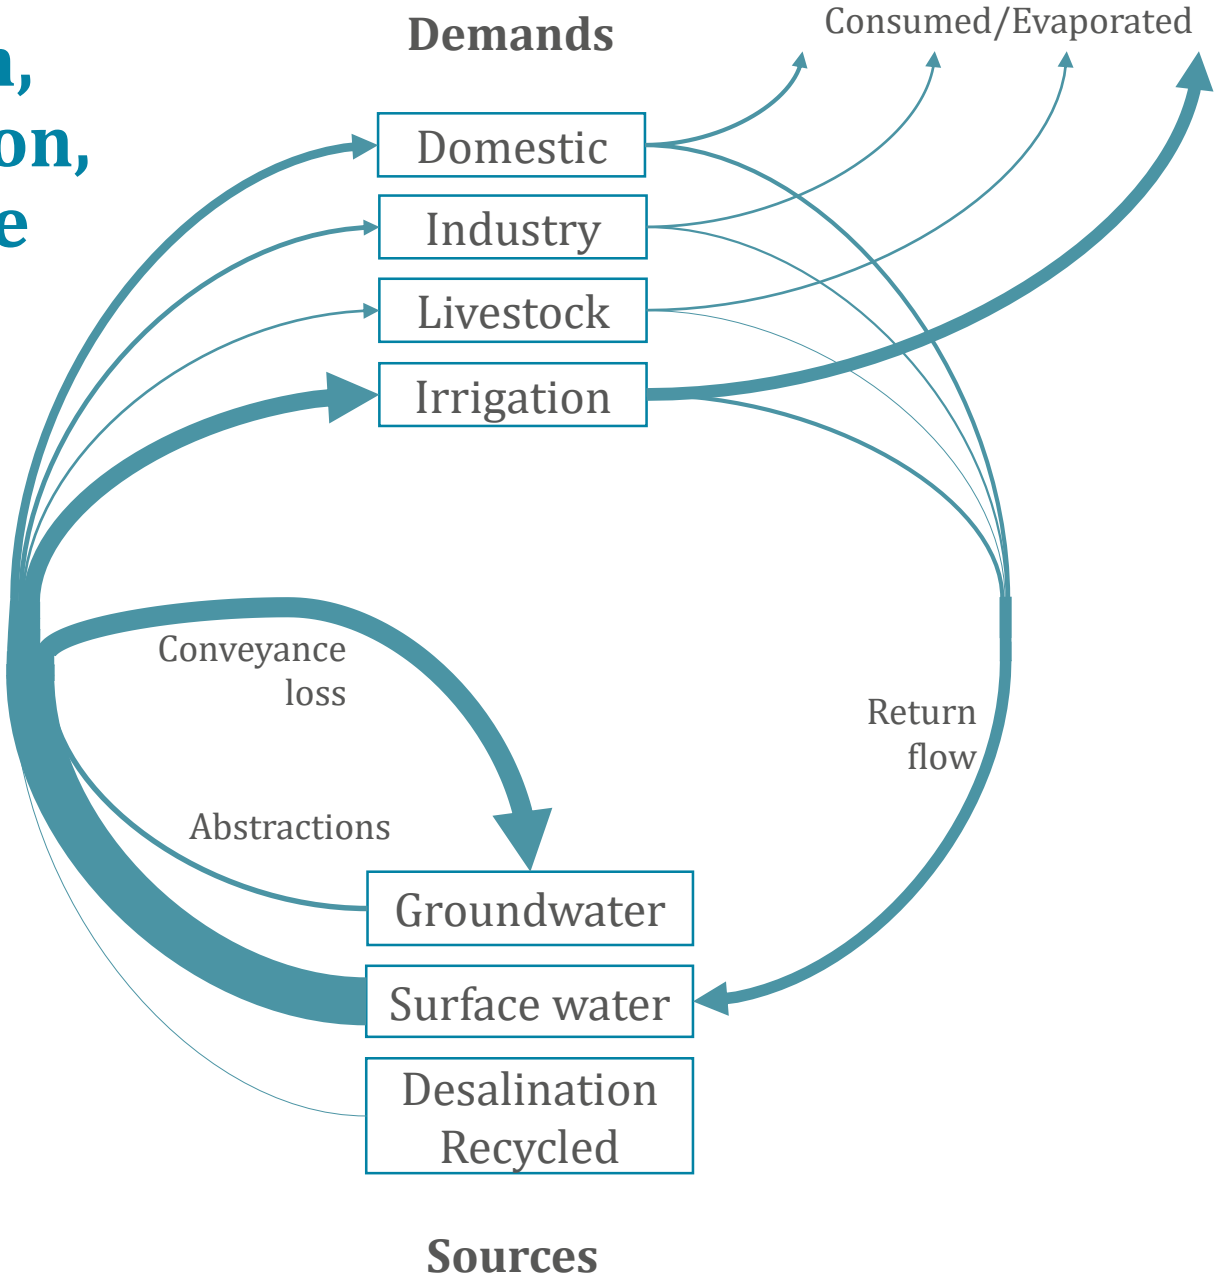 Demands
Consumed/Evaporated
Domestic
Industry
Livestock
Irrigation
Conveyance
loss
Return
flow
Abstractions
Groundwater
Surface water
Desalination
Recycled
Sources